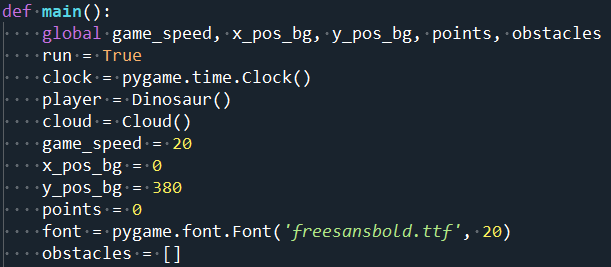 def main():
    global game_speed, x_pos_bg, y_pos_bg, points, obstacles
    run = True
    clock = pygame.time.Clock()
    player = Dinosaur()
    cloud = Cloud()
    game_speed = 20
    x_pos_bg = 0
    y_pos_bg = 380
    points = 0
    font = pygame.font.Font('freesansbold.ttf', 20)
    obstacles = []